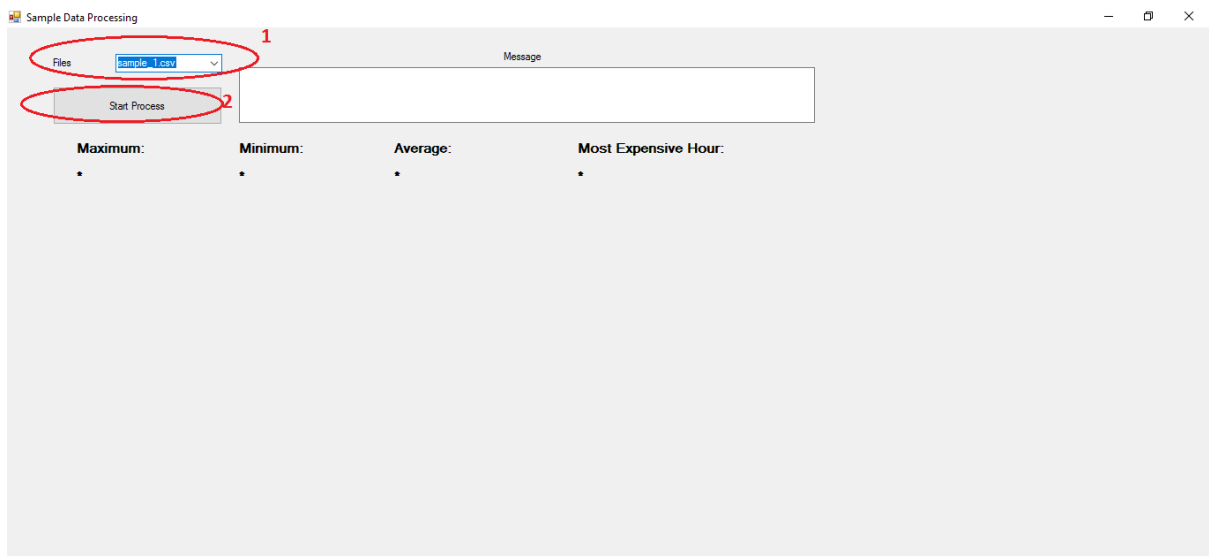 Sample Data Processing
1
Files sample_1.csv
Message
Start Process 2
Maximum: Minimum: Average: Most Expensive Hour:
* * * *